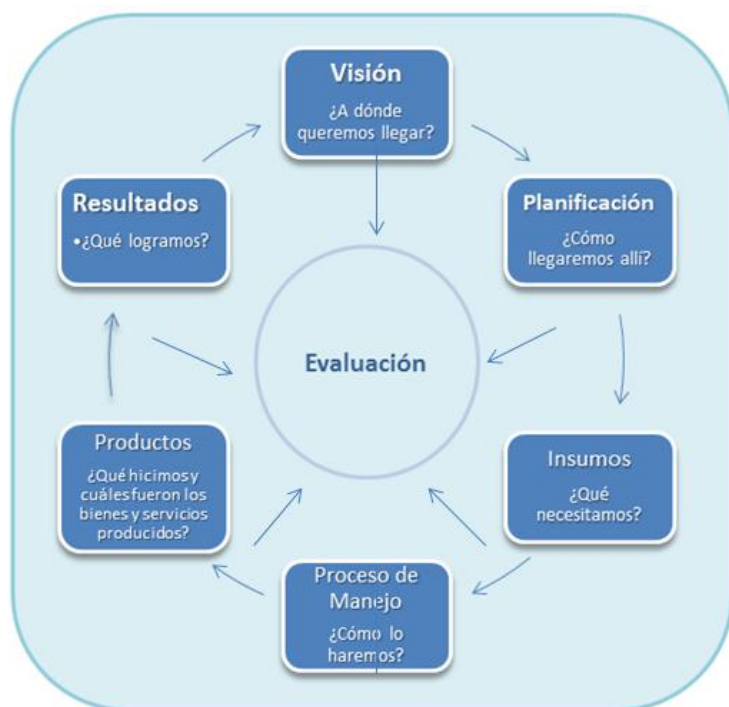 Visión
¿A dónde
queremos llegar?
Planificación
¿Cómo
llegaremos allí?
Insumos
¿Qué
necesitamos?
Proceso de
Manejo
¿Cómo lo
haremos?
Productos
¿Qué hicimos y
cuáles fueron los
bienes y servicios
producidos?
Resultados
•¿Qué logramos?
Evaluación